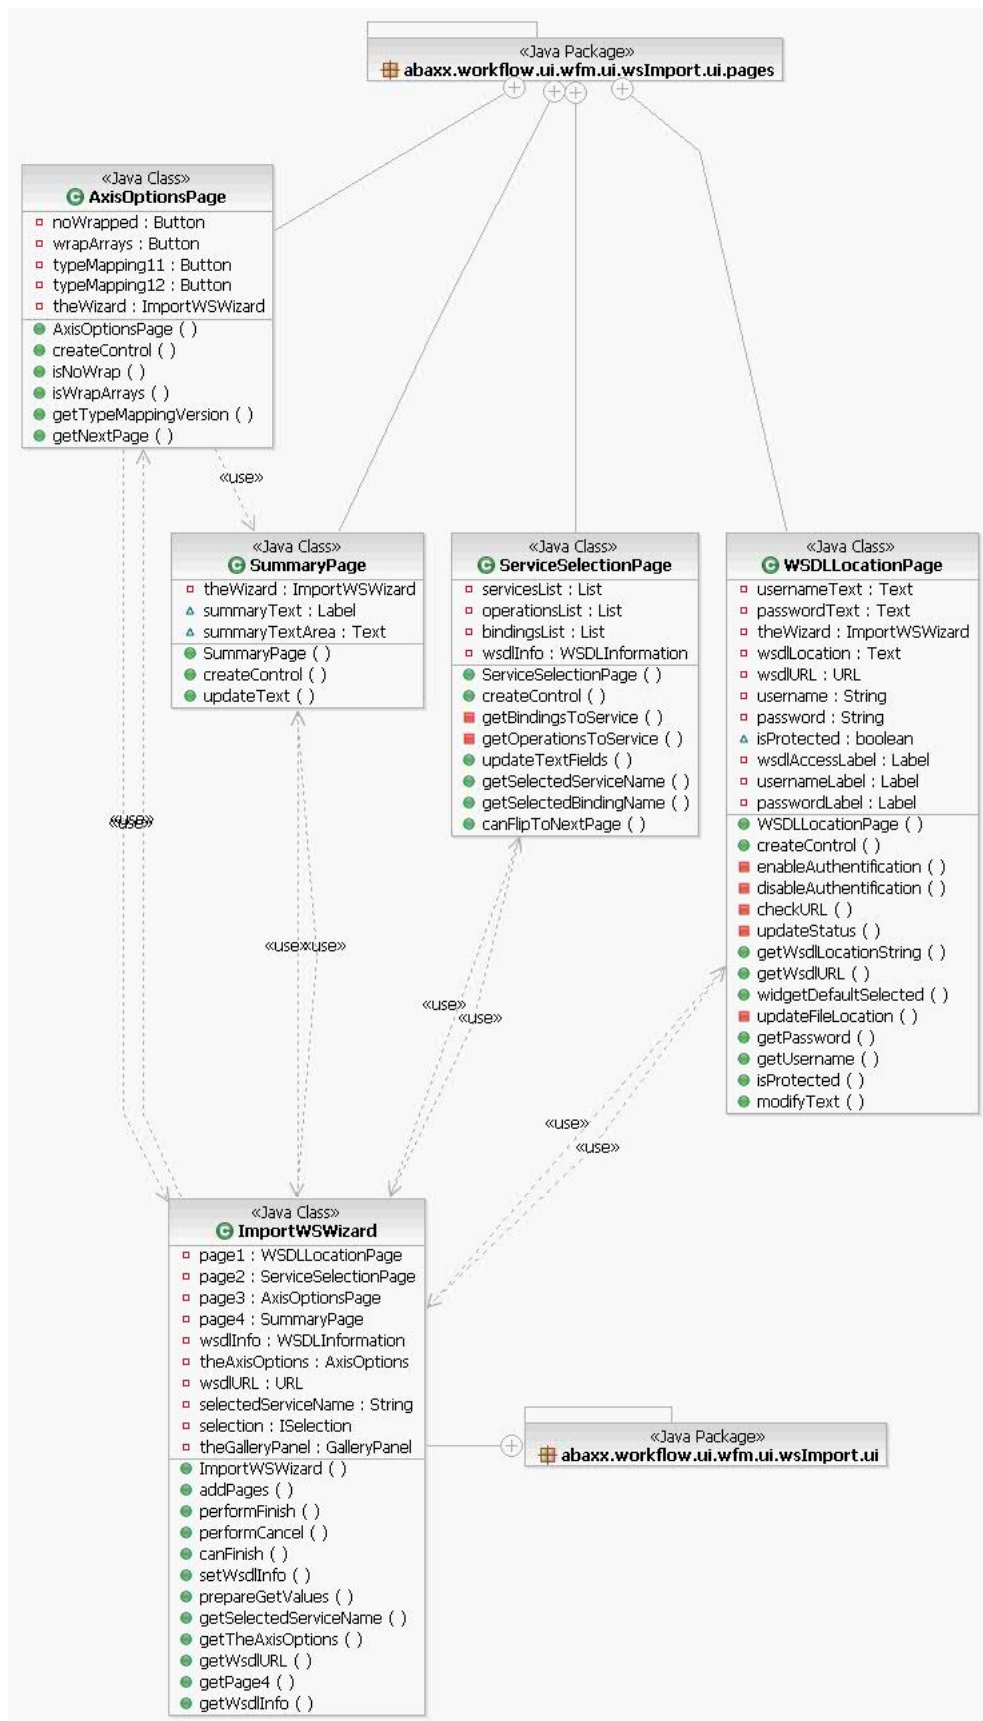 «Java Package»
abaxx.workflow.ui.wfm.ui.wsImport.ui.pages
«Java Class»
AxisOptionsPage
noWrapped : Button
wrapArrays : Button
typeMapping11 : Button
typeMapping12 : Button
theWizard : ImportWSWizard
AxisOptionsPage ( )
createControl ( )
isNoWrap ( )
isWrapArrays ( )
getTypeMappingVersion ( )
getNextPage ( )
«use»
«Java Class»
SummaryPage
theWizard : ImportWSWizard
summaryText : Label
summaryTextArea : Text
SummaryPage ( )
createControl ( )
updateText ( )
«Java Class»
ServiceSelectionPage
servicesList : List
operationsList : List
bindingsList : List
wsdlInfo : WSDLInformation
ServiceSelectionPage ( )
createControl ( )
getBindingsToService ( )
getOperationsToService ( )
updateTextFields ( )
getSelectedServiceName ( )
getSelectedBindingName ( )
canFlipToNextPage ( )
«Java Class»
WSDLLocationPage
usernameText : Text
passwordText : Text
theWizard : ImportWSWizard
wsdlLocation : Text
wsdlURL : URL
username : String
password : String
isProtected : boolean
wsdlAccessLabel : Label
usernameLabel : Label
passwordLabel : Label
WSDLLocationPage ( )
createControl ( )
enableAuthentification ( )
disableAuthentification ( )
checkURL ( )
updateStatus ( )
getWsdlLocationString ( )
getWsdlURL ( )
widgetDefaultSelected ( )
updateFileLocation ( )
getPassword ( )
getUsername ( )
isProtected ( )
modifyText ( )
«use»
«use»
«use»
«use»
«use»
«use»
«use»
«use»
«Java Class»
ImportWSWizard
page1 : WSDLLocationPage
page2 : ServiceSelectionPage
page3 : AxisOptionsPage
page4 : SummaryPage
wsdlInfo : WSDLInformation
theAxisOptions : AxisOptions
wsdlURL : URL
selectedServiceName : String
selection : ISelection
theGalleryPanel : GalleryPanel
ImportWSWizard ( )
addPages ( )
performFinish ( )
performCancel ( )
canFinish ( )
setWsdlInfo ( )
prepareGetValues ( )
getSelectedServiceName ( )
getTheAxisOptions ( )
getWsdlURL ( )
getPage4 ( )
getWsdlInfo ( )
«Java Package»
abaxx.workflow.ui.wfm.ui.wsImport.ui